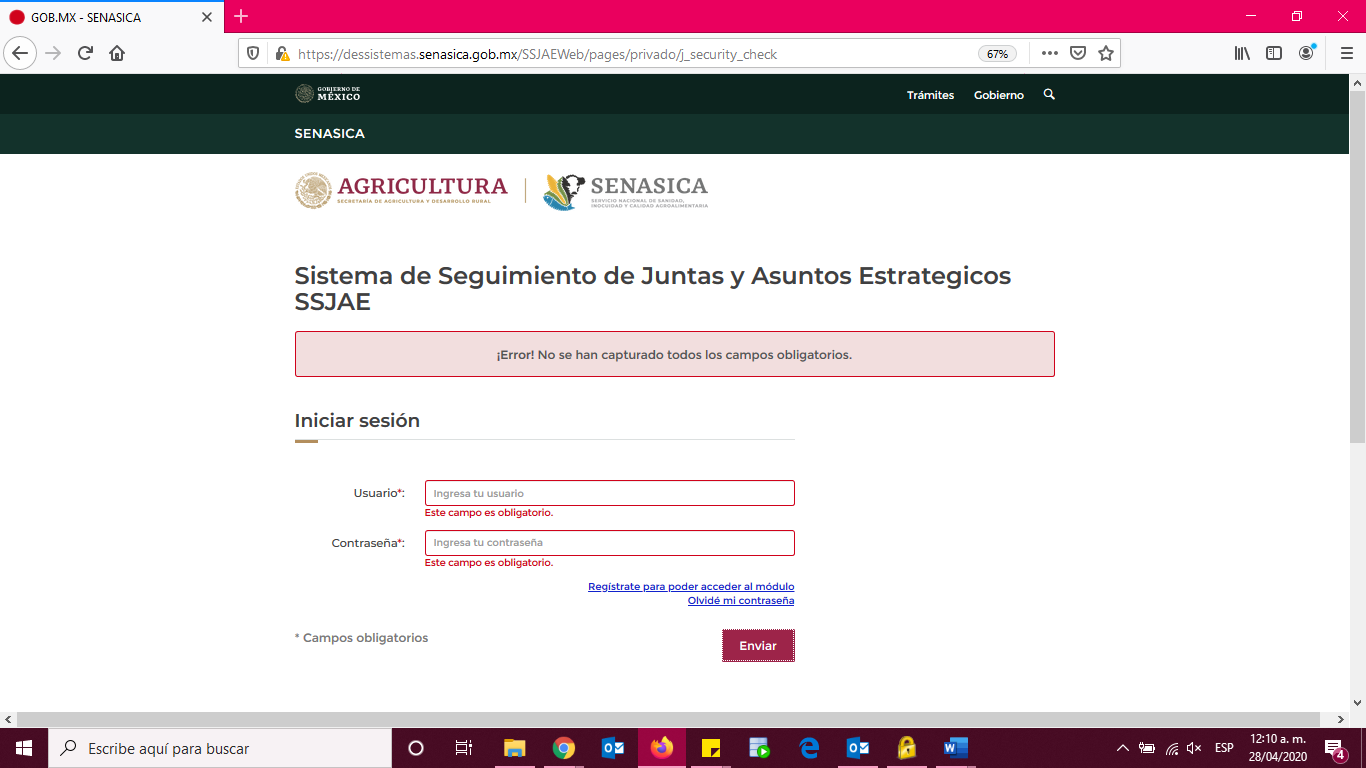 GOB.MX - SENASICA
https://dessistemas.senasica.gob.mx/SSJAEWeb/pages/privado/j_security_check
67%
GOBIERNO DE
MÉXICO
Trámites
Gobierno
SENASICA
AGRICULTURA
SECRETARÍA DE AGRICULTURA Y DESARROLLO RURAL
SENASICA
SERVICIO NACIONAL DE SANIDAD,
INOCUIDAD Y CALIDAD AGROALIMENTARIA
Sistema de Seguimiento de Juntas y Asuntos Estrategicos
SSJAE
¡Error! No se han capturado todos los campos obligatorios.
Iniciar sesión
Usuario*:
Ingresa tu usuario
Este campo es obligatorio.
Contraseña*:
Ingresa tu contraseña
Este campo es obligatorio.
Regístrate para poder acceder al módulo
Olvidé mi contraseña
* Campos obligatorios
Enviar
Escribe aquí para buscar
ESP
12:10 a. m.
28/04/2020
4